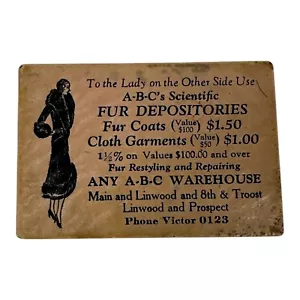 To the Lady on the Other Side Use
A-B-C's Scientific
FUR DEPOSITORIES
Fur Coats (Value $100) $1.50
Cloth Garments (Value $50) $1.00
1½% on Values $100.00 and over
Fur Restyling and Repairing
ANY A-B-C WAREHOUSE
Main and Linwood and 8th & Troost
Linwood and Prospect
Phone Victor 0123